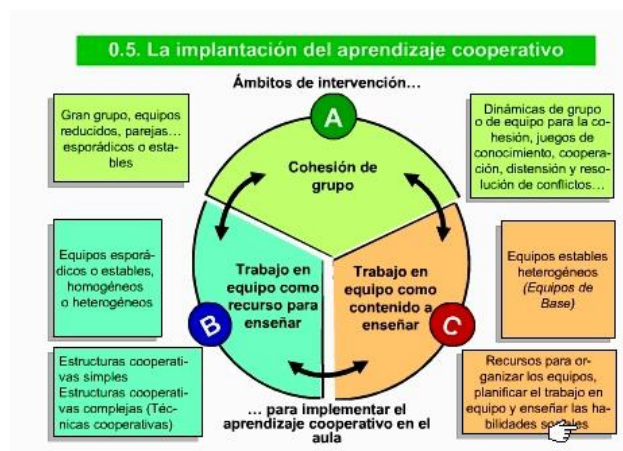 0.5. La implantación del aprendizaje cooperativo
Ámbitos de intervención…
A
Gran grupo, equipos
reducidos, parejas…
esporádicos o esta-
bles
Dinámicas de grupo
o de equipo para la co-
hesión, juegos de
conocimiento, coopera-
ción, distensión y reso-
lución de conflictos…
Cohesión de
grupo
Equipos esporá-
dicos o estables,
homogéneos
o heterogéneos
Trabajo en
equipo como
recurso para
enseñar
B
Trabajo en
equipo como
contenido a
enseñar
C
Equipos estables
heterogéneos
(Equipos de
Base)
Estructuras cooperati-
vas simples
Estructuras cooperati-
vas complejas (Téc-
nicas cooperativas)
Recursos para or-
ganizar los equipos,
planificar el trabajo en
equipo y enseñar las ha-
bilidades sociales
… para implementar el
aprendizaje cooperativo en el
aula